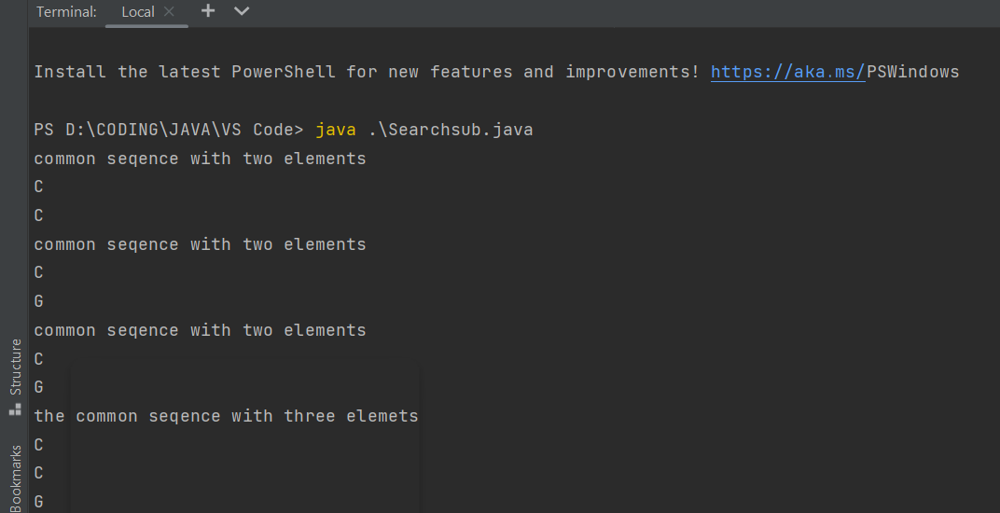 Terminal: Local
Install the latest PowerShell for new features and improvements! https://aka.ms/PSWindows
PS D:\CODING\JAVA\VS Code> java .\Searchsub.java
common seqence with two elements
C
C
common seqence with two elements
C
G
common seqence with two elements
C
G
the common seqence with three elemets
C
C
G
Structure
Bookmarks